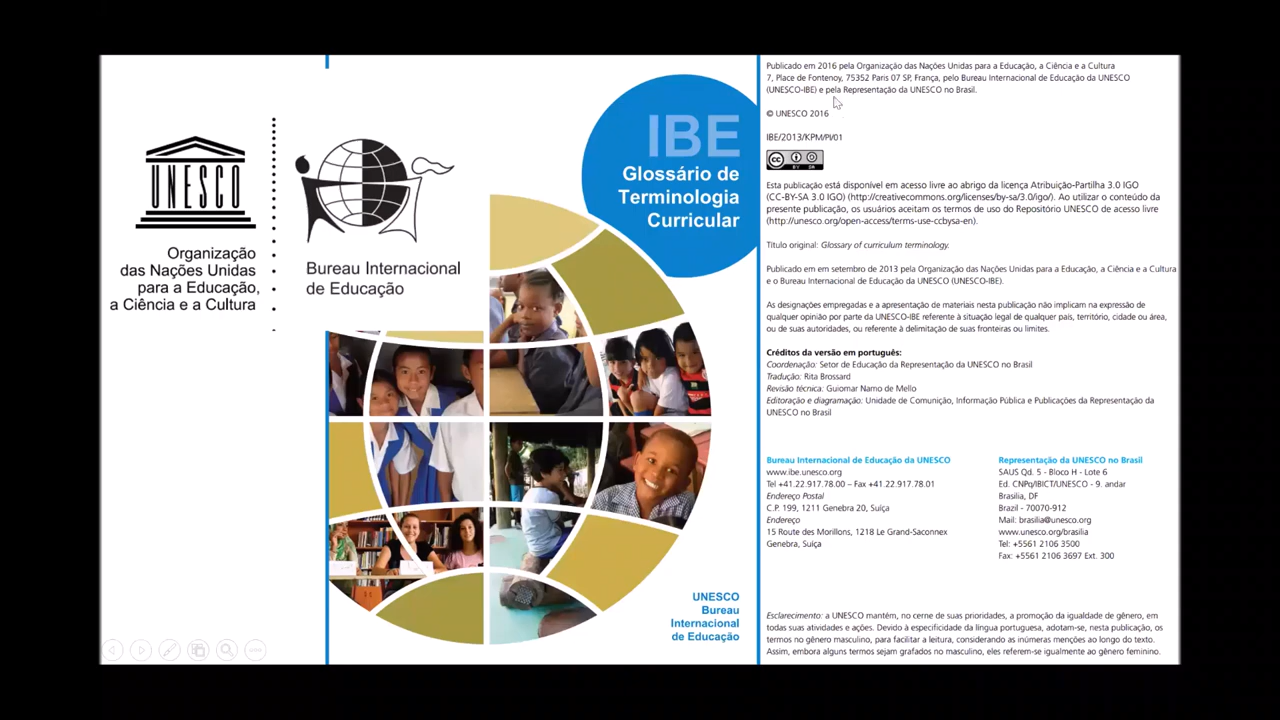 UNESCO
Organização
das Nações Unidas
para a Educação,
a Ciência e a Cultura
Bureau Internacional
de Educação
IBE
Glossário de
Terminologia
Curricular
UNESCO
Bureau
Internacional
de Educação
Publicado em 2016 pela Organização das Nações Unidas para a Educação, a Ciência e a Cultura
7, Place de Fontenoy, 75352 Paris 07 SP, França, pelo Bureau Internacional de Educação da UNESCO
(UNESCO-IBE) e pela Representação da UNESCO no Brasil.
© UNESCO 2016
IBE/2013/KPM/PI/01
cc BY SA
Esta publicação está disponível em acesso livre ao abrigo da licença Atribuição-Partilha 3.0 IGO
(CC-BY-SA 3.0 IGO) (http://creativecommons.org/licenses/by-sa/3.0/igo/). Ao utilizar o conteúdo da
presente publicação, os usuários aceitam os termos de uso do Repositório UNESCO de acesso livre
(http://unesco.org/open-access/terms-use-ccbysa-en).
Título original: Glossary of curriculum terminology.
Publicado em em setembro de 2013 pela Organização das Nações Unidas para a Educação, a Ciência e a Cultura
e o Bureau Internacional de Educação da UNESCO (UNESCO-IBE).
As designações empregadas e a apresentação de materiais nesta publicação não implicam na expressão de
qualquer opinião por parte da UNESCO-IBE referente à situação legal de qualquer país, território, cidade ou área,
ou de suas autoridades, ou referente à delimitação de suas fronteiras ou limites.
Créditos da versão em português:
Coordenação: Setor de Educação da Representação da UNESCO no Brasil
Tradução: Rita Brossard
Revisão técnica: Guiomar Namo de Mello
Editoração e diagramação: Unidade de Comunição, Informação Pública e Publicações da Representação da
UNESCO no Brasil
Bureau Internacional de Educação da UNESCO
www.ibe.unesco.org
Tel +41.22.917.78.00 – Fax +41.22.917.78.01
Endereço Postal
C.P. 199, 1211 Genebra 20, Suíça
Endereço
15 Route des Morillons, 1218 Le Grand-Saconnex
Genebra, Suíça
Representação da UNESCO no Brasil
SAUS Qd. 5 - Bloco H - Lote 6
Ed. CNPq/IBICT/UNESCO - 9. andar
Brasilia, DF
Brazil - 70070-912
Mail: brasilia@unesco.org
www.unesco.org/brasilia
Tel: +5561 2106 3500
Fax: +5561 2106 3697 Ext. 300
Esclarecimento: a UNESCO mantém, no cerne de suas prioridades, a promoção da igualdade de gênero, em
todas suas atividades e ações. Devido à especificidade da língua portuguesa, adotam-se, nesta publicação, os
termos no gênero masculino, para facilitar a leitura, considerando as inúmeras menções ao longo do texto.
Assim, embora alguns termos sejam grafados no masculino, eles referem-se igualmente ao gênero feminino.